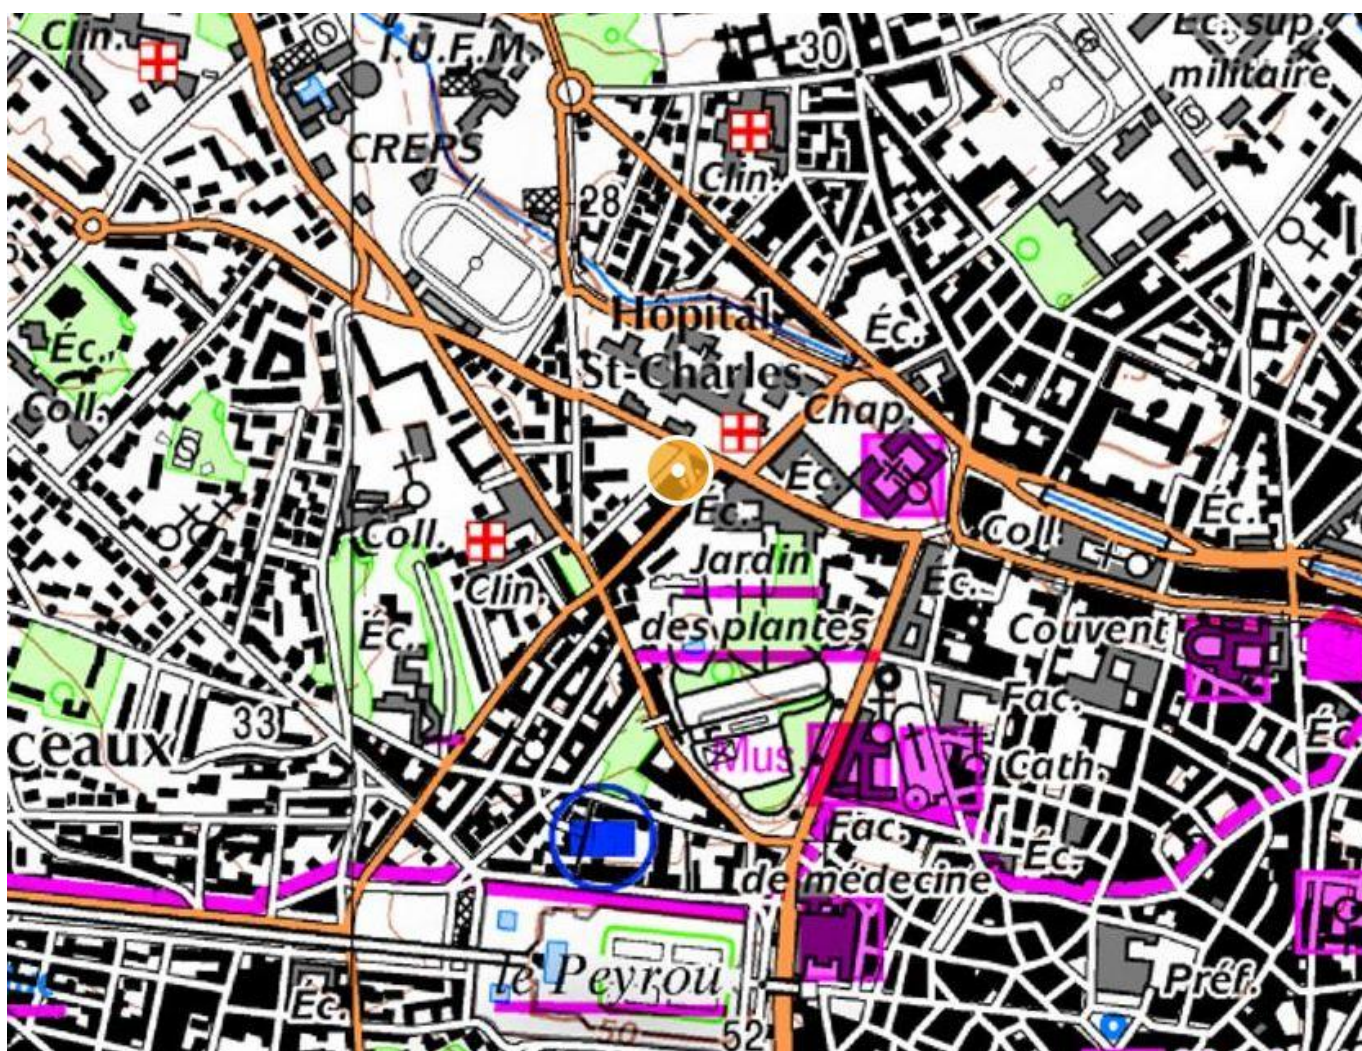 Clin.
I.U.F.M.
30
Éc. sup.
militaire
CREPS
Clin.
28
Hôpital
St-Charles
Éc.
Éc.
Coll.
Chap.
Éc.
Éc.
Coll.
Éc.
Coll.
Clin.
Jardin
des plantes
Éc.
Éc.
Couvent
Fac.
33
ceaux
Mus.
Cath.
Éc
Fac.
de médecine
Éc.
le Peyrou
Préf.
Éc.
50
52